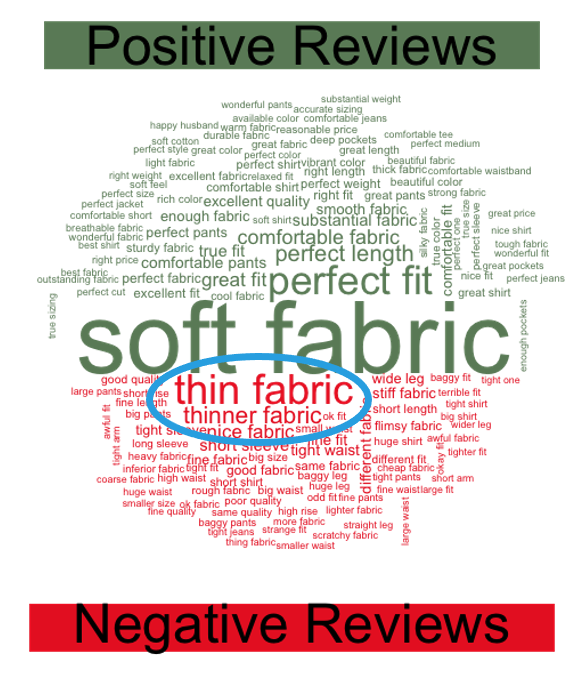 Positive Reviews
substantial weight
wonderful pants
accurate sizing
available color
comfortable jeans
happy husband
warm fabric
reasonable price
durable fabric
deep pockets
comfortable tee
soft cotton
great fabric
perfect medium
perfect style
great color
great length
perfect color
light fabric
perfect shirt
vibrant color
beautiful fabric
right length
thick fabric
comfortable waistband
right weight
excellent fabric
relaxed fit
soft feel
comfortable shirt
perfect weight
beautiful color
perfect size
rich color
excellent quality
right fit
great pants
strong fabric
perfect jacket
smooth fabric
comfortable short
enough fabric
soft shirt
substantial fabric
silky fabric
true color
comfortable fit
perfect one
true size
perfect sleeve
great price
breathable fabric
perfect pants
nice shirt
wonderful fabric
comfortable fabric
best shirt
sturdy fabric
true fit
perfect length
tough fabric
wonderful fit
right price
comfortable pants
great pockets
best fabric
outstanding fabric
perfect fabric
great fit
perfect fit
nice fit
perfect jeans
perfect cut
excellent fit
cool fabric
great shirt
true sizing
soft fabric
enough pockets
good quality
thin fabric
wide leg
baggy fit
tight one
large pants
short rise
stiff fabric
terrible fit
fine length
thinner fabric
ok fit
short length
tight shirt
big pants
big shirt
awful fit
tight sleeve
nice fabric
small waist
different fabric
flimsy fabric
wider leg
tight arm
long sleeve
short sleeve
fine fit
huge shirt
awful fabric
okay fit
tighter fit
heavy fabric
fine fabric
big size
tight waist
different fit
inferior fabric
tight fit
good fabric
same fabric
cheap fabric
coarse fabric
high waist
short shirt
baggy leg
tight pants
short arm
huge waist
rough fabric
big waist
huge leg
fine waist
large fit
smaller size
ok fabric
poor quality
odd fit
fine pants
large waist
fine quality
same quality
high rise
lighter fabric
baggy pants
more fabric
straight leg
tight jeans
strange fit
scratchy fabric
thing fabric
smaller waist
Negative Reviews